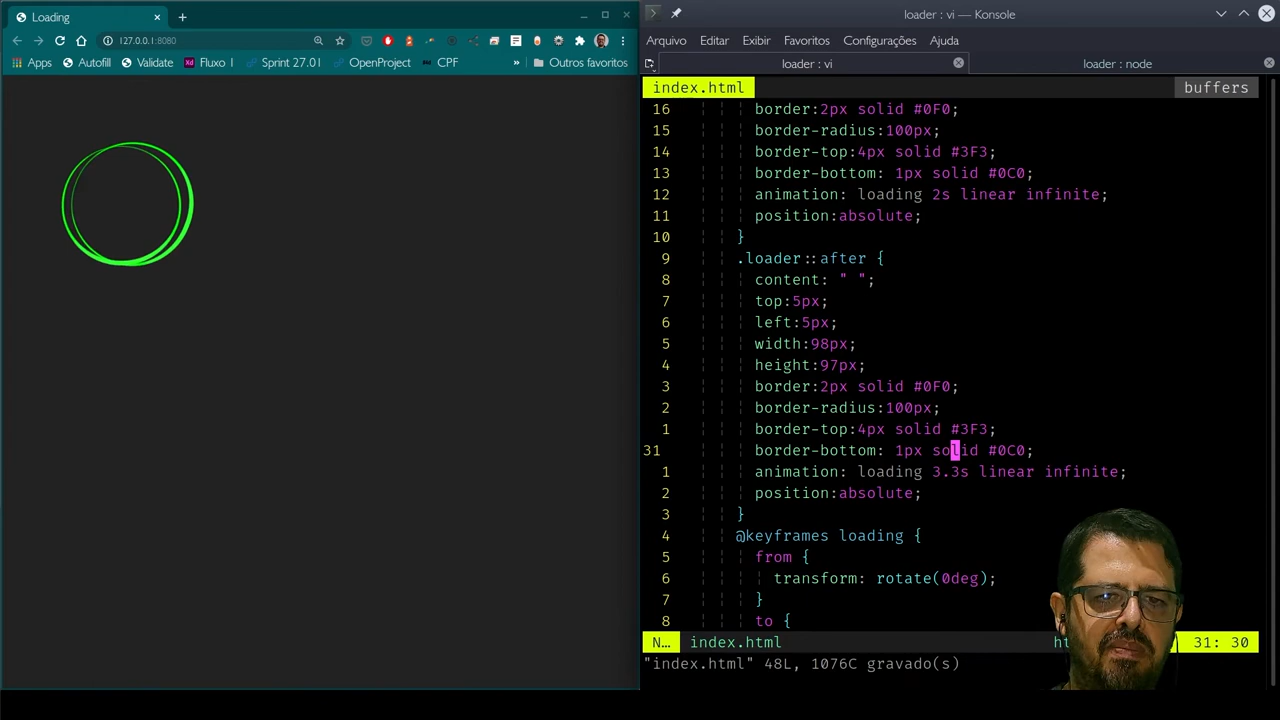 Loading
127.0.0.1:8080
Apps
Autofill
Validate
Xd Fluxo I
Sprint 27.01
OpenProject
CPF
»
Outros favoritos
loader : vi — Konsole
Arquivo Editar Exibir Favoritos Configurações Ajuda
loader : vi
loader : node
index.html
buffers
16 border:2px solid #0F0;
15 border-radius:100px;
14 border-top:4px solid #3F3;
13 border-bottom: 1px solid #0C0;
12 animation: loading 2s linear infinite;
11 position:absolute;
10 }
9 .loader::after {
8 content: " ";
7 top:5px;
6 left:5px;
5 width:98px;
4 height:97px;
3 border:2px solid #0F0;
2 border-radius:100px;
1 border-top:4px solid #3F3;
31 border-bottom: 1px solid #0C0;
1 animation: loading 3.3s linear infinite;
2 position:absolute;
3 }
4 @keyframes loading {
5 from {
6 transform: rotate(0deg);
7 }
8 to {
N… index.html
31: 30
"index.html" 48L, 1076C gravado(s)